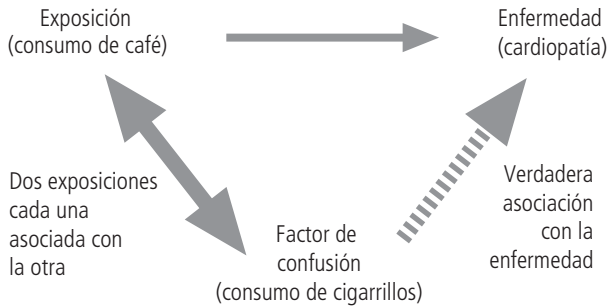 Exposición
(consumo de café)
Enfermedad
(cardiopatía)
Dos exposiciones
cada una
asociada con
la otra
Factor de
confusión
(consumo de cigarrillos)
Verdadera
asociación
con la
enfermedad